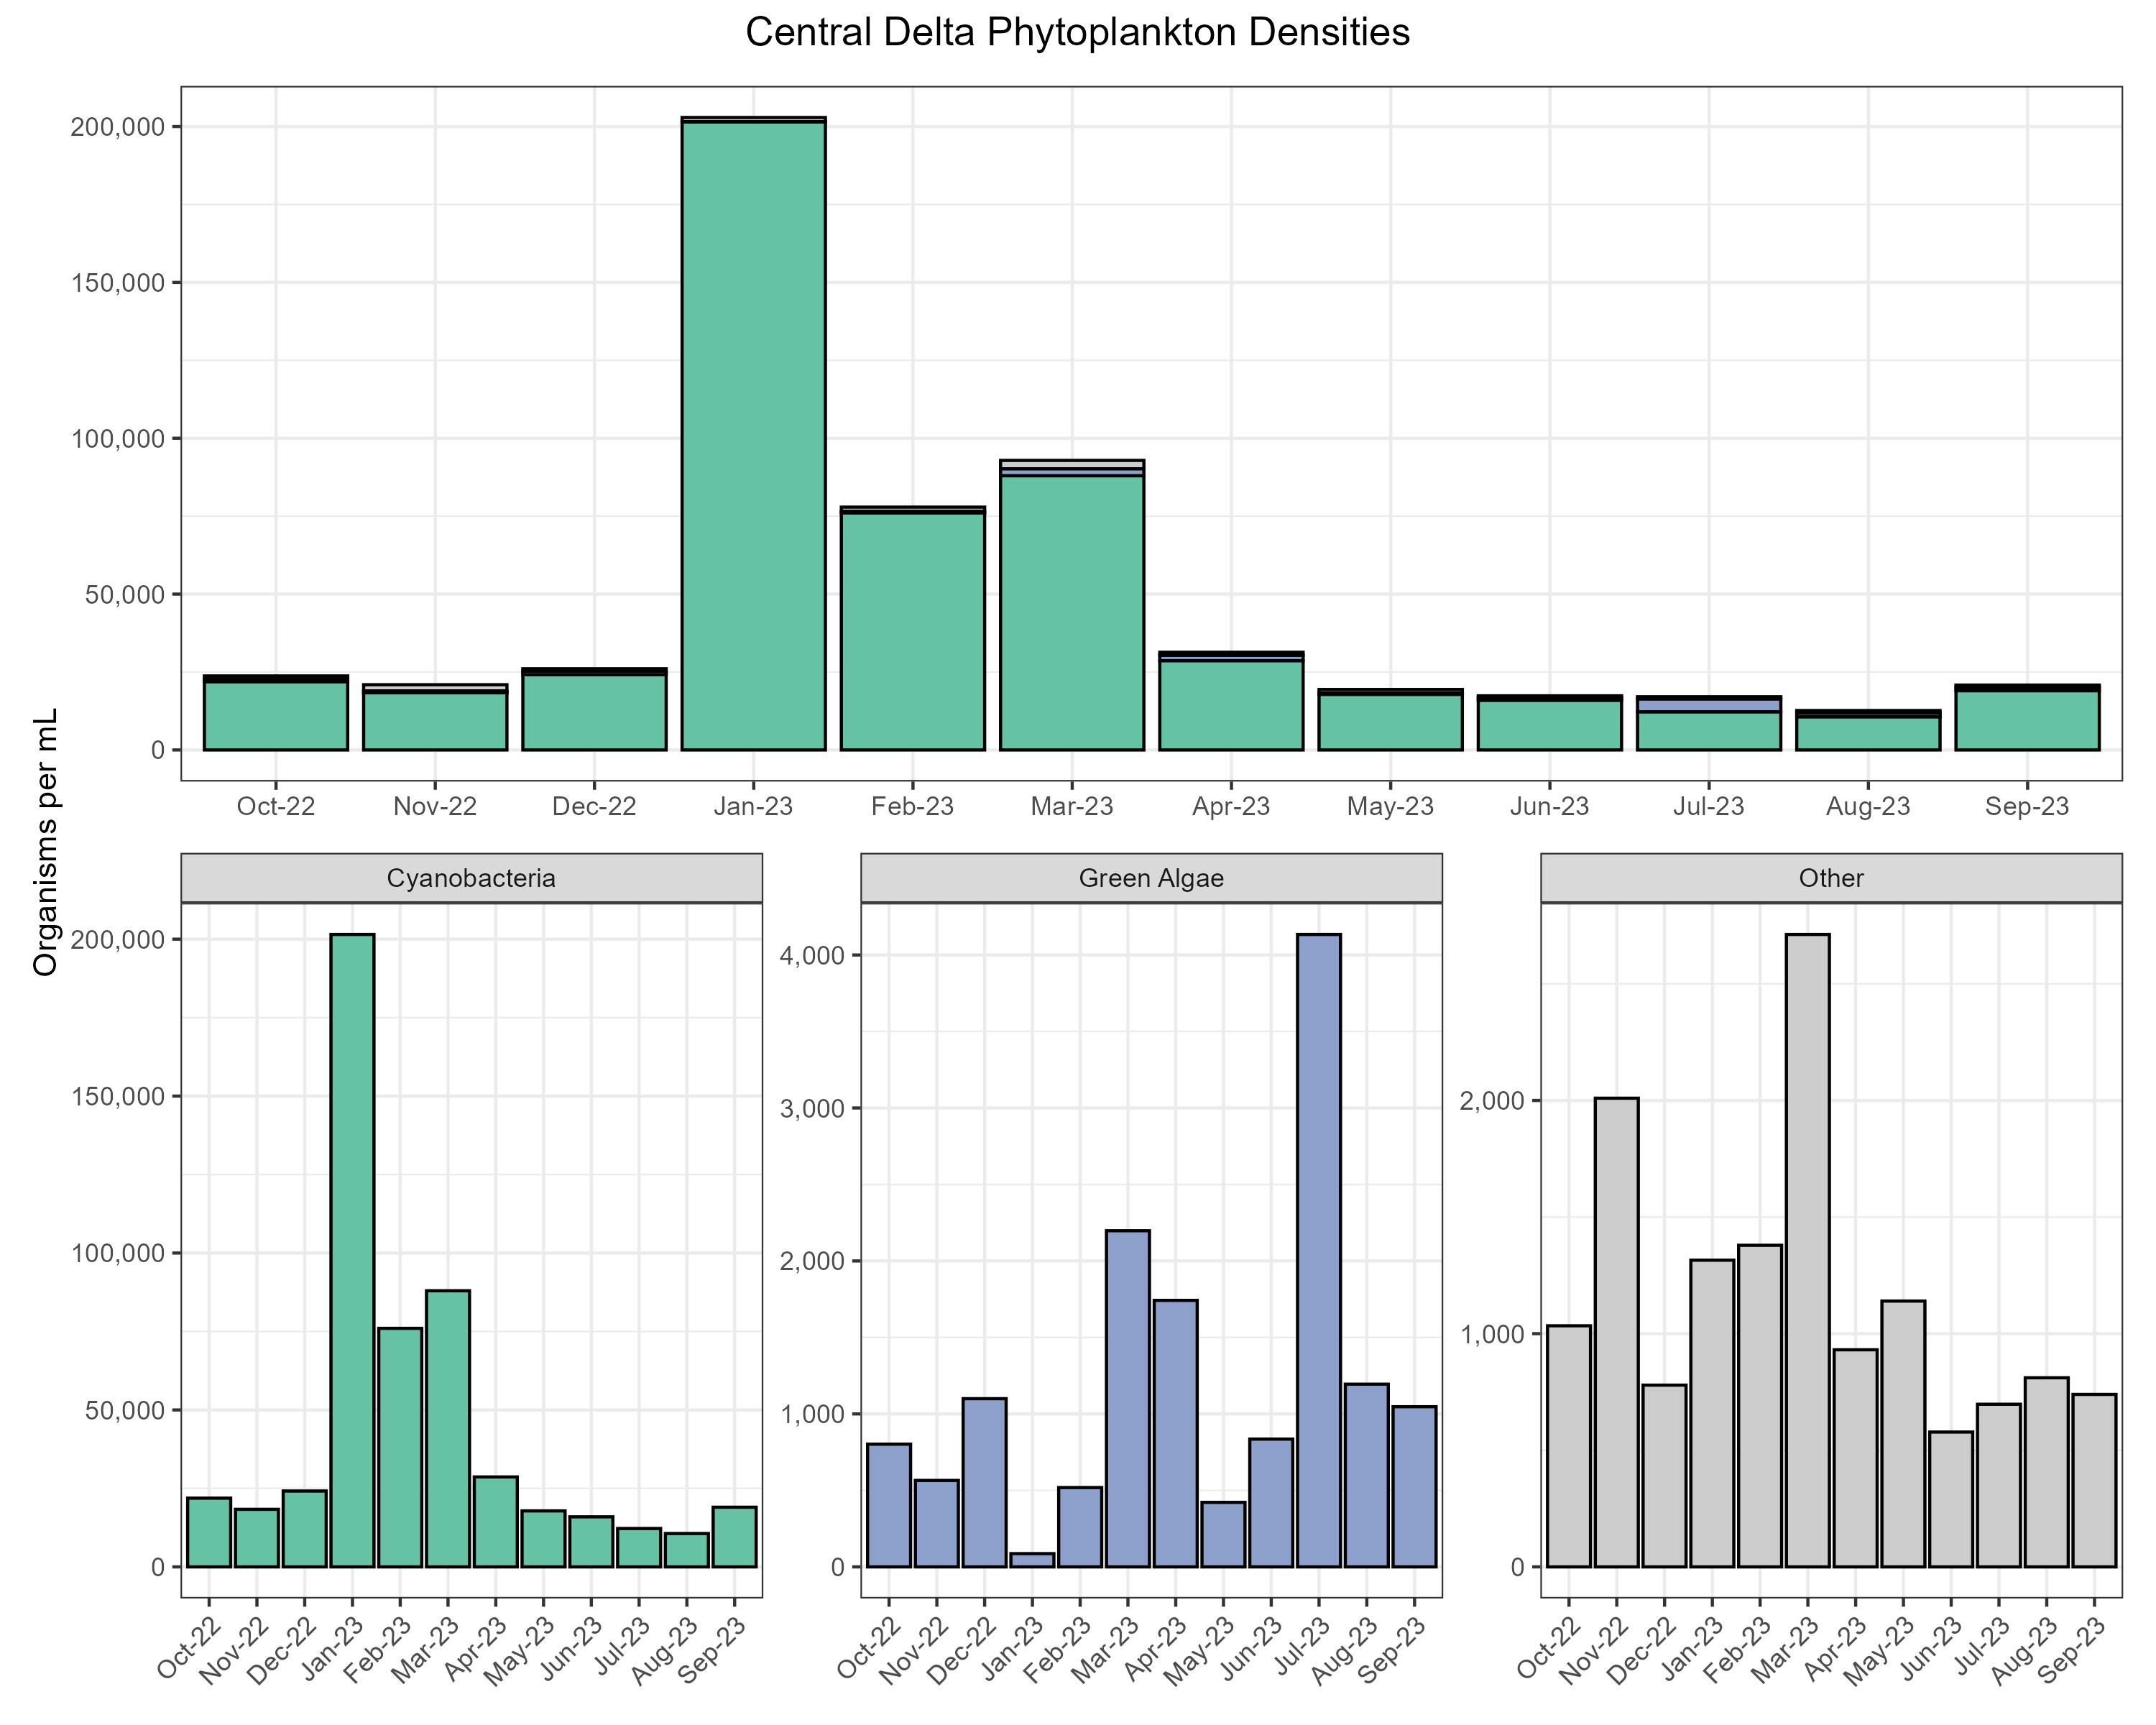 Central Delta Phytoplankton Densities
Organisms per mL
200,000
150,000
100,000
50,000
0
Oct-22 Nov-22 Dec-22 Jan-23 Feb-23 Mar-23 Apr-23 May-23 Jun-23 Jul-23 Aug-23 Sep-23
Cyanobacteria
200,000
150,000
100,000
50,000
0
Oct-22 Nov-22 Dec-22 Jan-23 Feb-23 Mar-23 Apr-23 May-23 Jun-23 Jul-23 Aug-23 Sep-23
Green Algae
4,000
3,000
2,000
1,000
0
Oct-22 Nov-22 Dec-22 Jan-23 Feb-23 Mar-23 Apr-23 May-23 Jun-23 Jul-23 Aug-23 Sep-23
Other
2,000
1,000
0
Oct-22 Nov-22 Dec-22 Jan-23 Feb-23 Mar-23 Apr-23 May-23 Jun-23 Jul-23 Aug-23 Sep-23